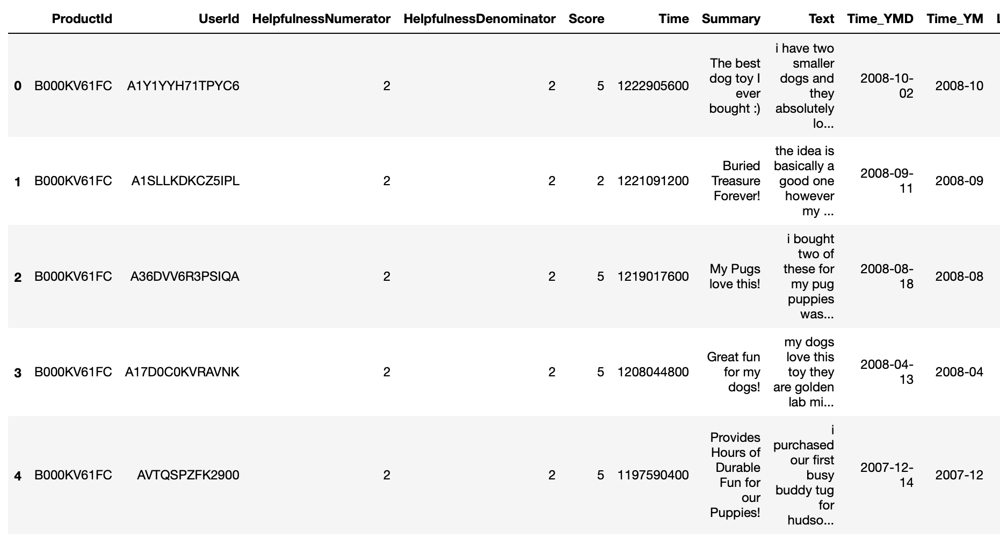 ProductId UserId HelpfulnessNumerator HelpfulnessDenominator Score Time Summary Text Time_YMD Time_YM L
0 B000KV61FC A1Y1YYH71TPYC6 2 2 5 1222905600 The best dog toy I ever bought :) i have two smaller dogs and they absolutely lo... 2008-10-02 2008-10
1 B000KV61FC A1SLLKDKCZ5IPL 2 2 2 1221091200 Buried Treasure Forever! the idea is basically a good one however my ... 2008-09-11 2008-09
2 B000KV61FC A36DVV6R3PSIQA 2 2 5 1219017600 My Pugs love this! i bought two of these for my pug puppies was... 2008-08-18 2008-08
3 B000KV61FC A17D0C0KVRAVNK 2 2 5 1208044800 Great fun for my dogs! my dogs love this toy they are golden lab mi... 2008-04-13 2008-04
4 B000KV61FC AVTQSPZFK2900 2 2 5 1197590400 Provides Hours of Durable Fun for our Puppies! i purchased our first busy buddy tug for hudso... 2007-12-14 2007-12